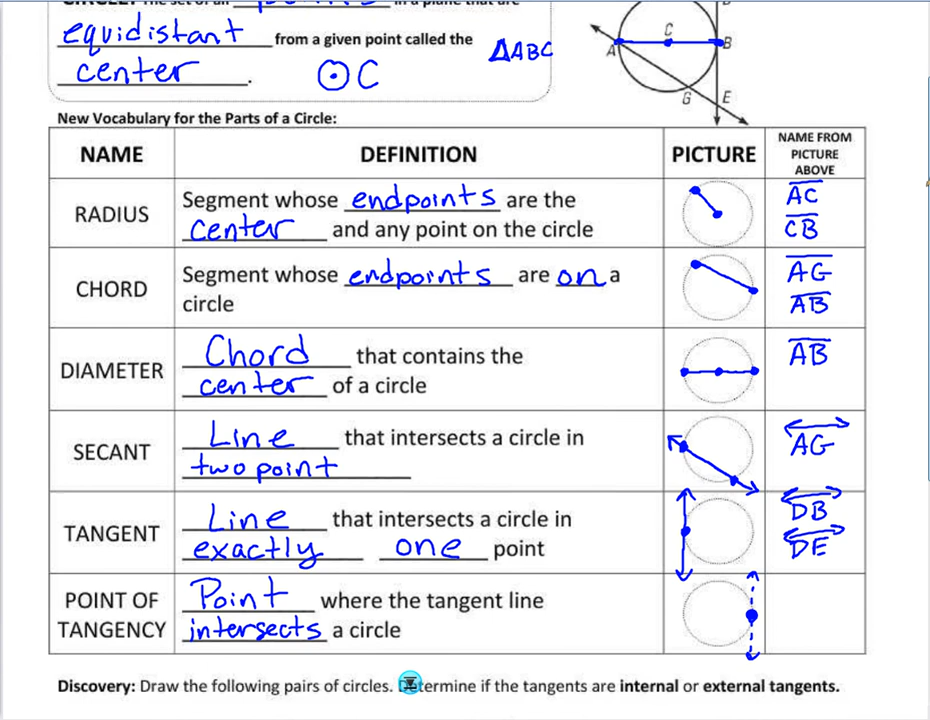 equidistant from a given point called the
center.
⊙C
△ABC
C
A
B
G
E
New Vocabulary for the Parts of a Circle:
NAME DEFINITION PICTURE NAME FROM PICTURE ABOVE
RADIUS
Segment whose endpoints are the
center and any point on the circle
AC
CB
CHORD
Segment whose endpoints are on a
circle
AG
AB
DIAMETER
Chord that contains the
center of a circle
AB
SECANT
Line that intersects a circle in
two point
AG
TANGENT
Line that intersects a circle in
exactly one point
DB
DE
POINT OF
TANGENCY
Point where the tangent line
intersects a circle
Discovery: Draw the following pairs of circles. Determine if the tangents are internal or external tangents.